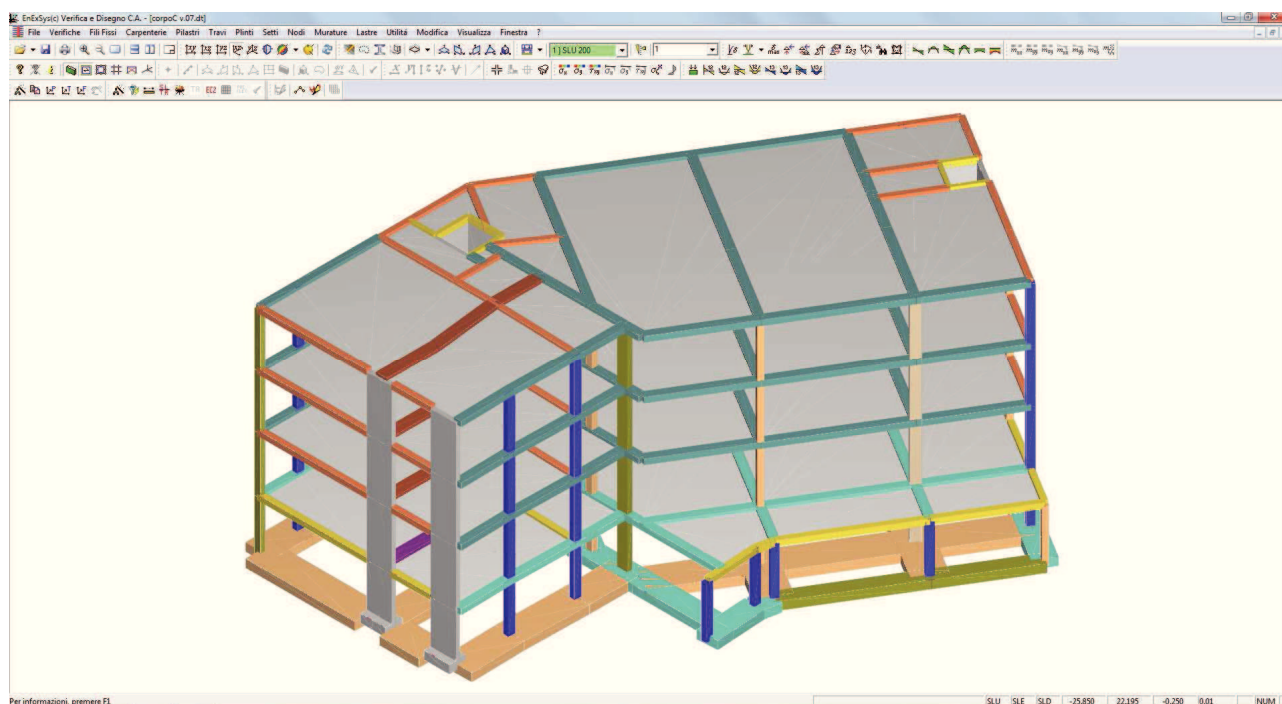 EnExSys(c) Verifica e Disegno C.A. - [corpoC v.07.dt]
File Verifiche Fili Fissi Carpenterie Pilastri Travi Plinti Setti Nodi Murature Lastre Utilità Modifica Visualizza Finestra ?
1) SLU 200 1
EC2
Per informazioni, premere F1 SLU SLE SLD -25.850 22.195 -0.250 0.01 NUM